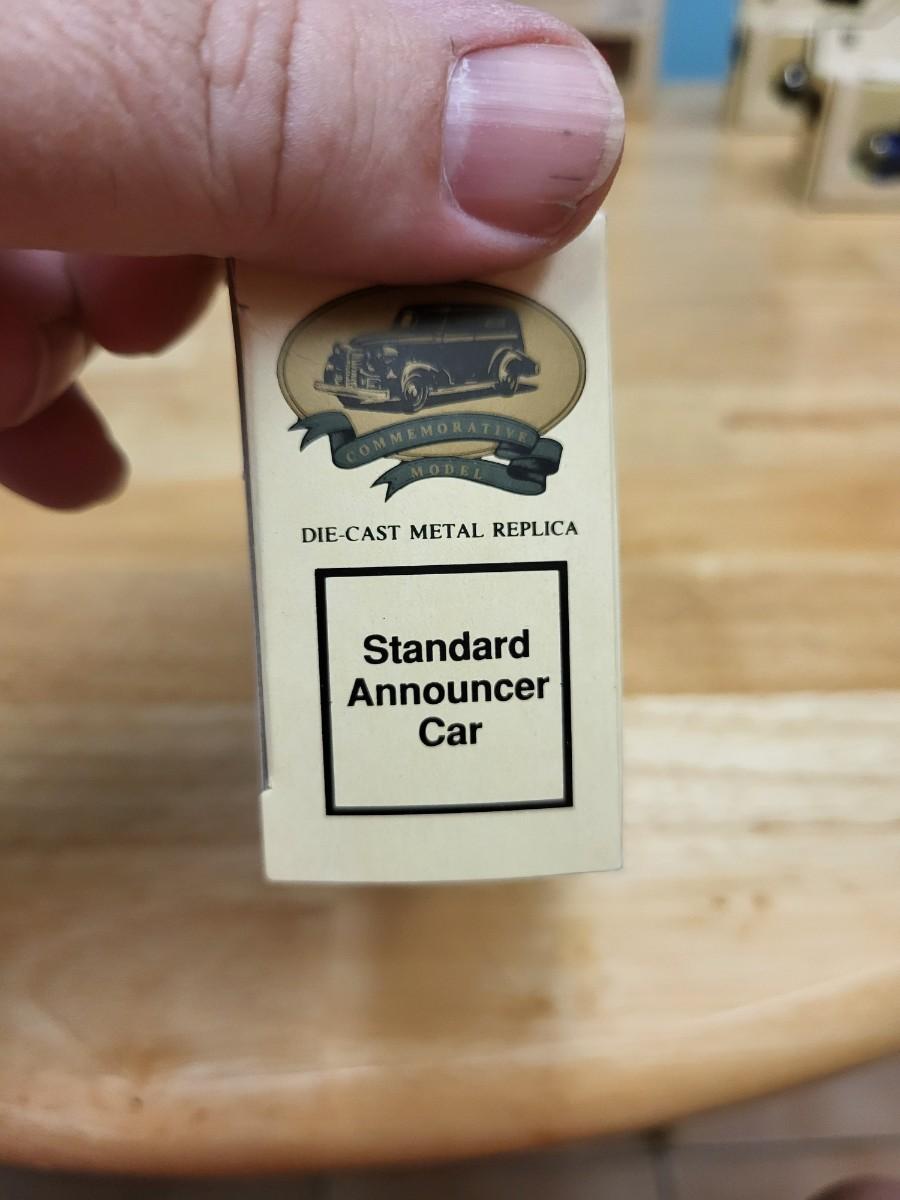 COMMEMORATIVE
MODEL
DIE-CAST METAL REPLICA
Standard
Announcer
Car